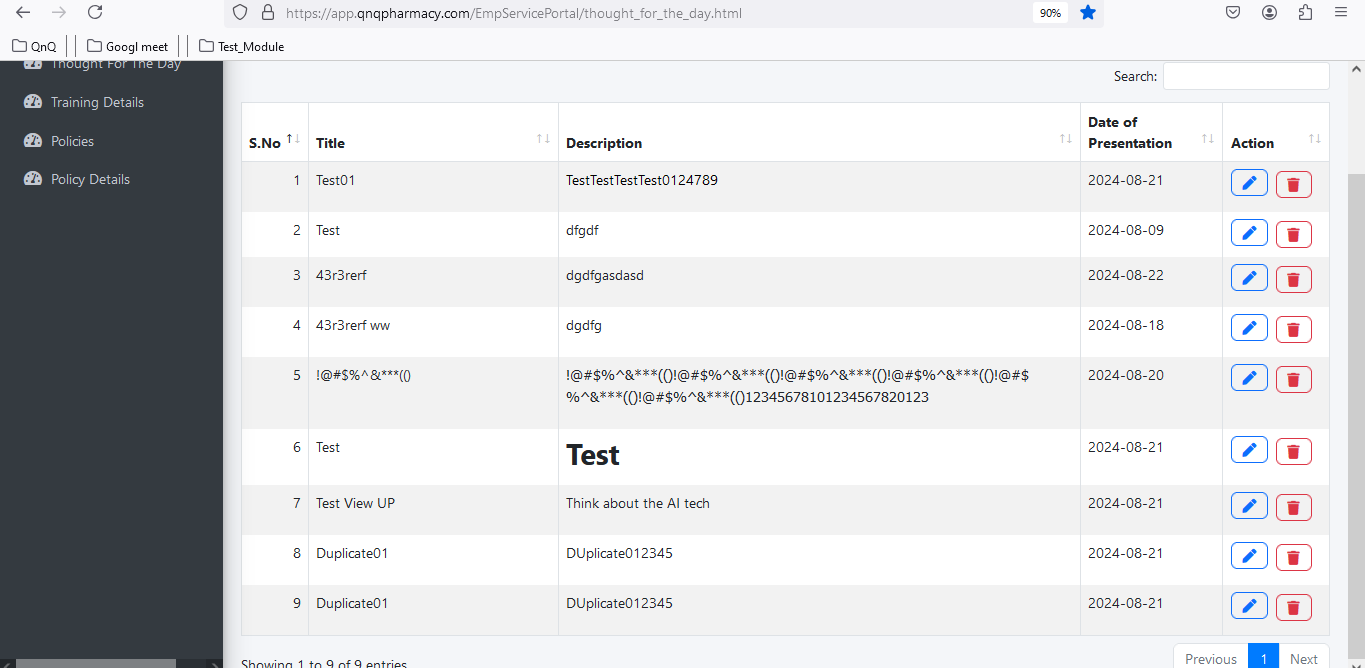 https://app.qnqpharmacy.com/EmpServicePortal/thought_for_the_day.html 90%
QnQ Googl meet Test_Module
Thought For The Day
Training Details
Policies
Policy Details
Search:
S.No Title Description Date of Presentation Action
1 Test01 TestTestTestTest0124789 2024-08-21
2 Test dfgdf 2024-08-09
3 43r3rerf dgdfgasdasd 2024-08-22
4 43r3rerf ww dgdfg 2024-08-18
5 !@#$%^&***(() !@#$%^&***(()!@#$%^&***(()!@#$%^&***(()!@#$%^&***(()!@#$ 2024-08-20
%^&***(()!@#$%^&***(()12345678101234567820123
6 Test Test 2024-08-21
7 Test View UP Think about the AI tech 2024-08-21
8 Duplicate01 DUplicate012345 2024-08-21
9 Duplicate01 DUplicate012345 2024-08-21
Showing 1 to 9 of 9 entries
Previous 1 Next